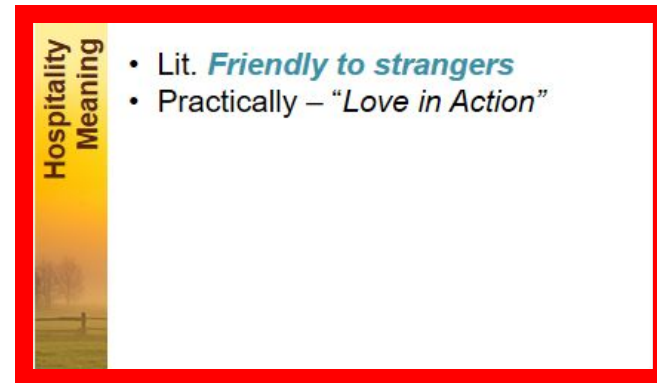 Hospitality
Meaning
• Lit. Friendly to strangers
• Practically – “Love in Action”